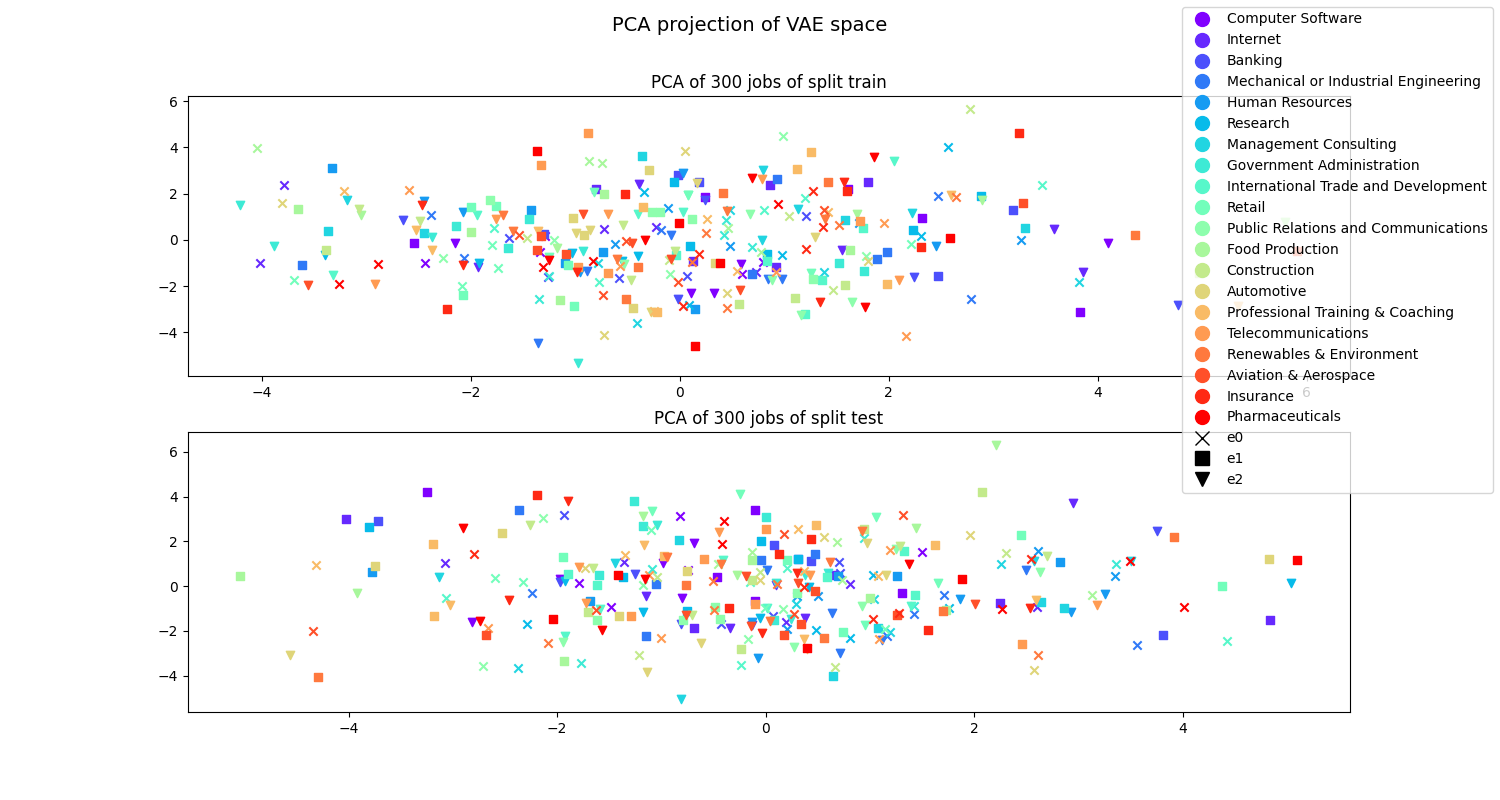 PCA projection of VAE space
PCA of 300 jobs of split train
6
4
2
0
−2
−4
−4
−2
0
2
4
6
PCA of 300 jobs of split test
6
4
2
0
−2
−4
−4
−2
0
2
4
Computer Software
Internet
Banking
Mechanical or Industrial Engineering
Human Resources
Research
Management Consulting
Government Administration
International Trade and Development
Retail
Public Relations and Communications
Food Production
Construction
Automotive
Professional Training & Coaching
Telecommunications
Renewables & Environment
Aviation & Aerospace
Insurance
Pharmaceuticals
e0
e1
e2